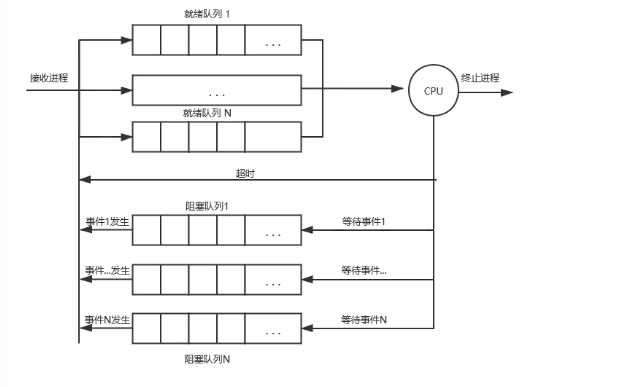 就绪队列 1
...
接收进程
...
CPU
终止进程
就绪队列 N
...
超时
阻塞队列1
事件1发生
...
等待事件1
事件...发生
...
等待事件...
事件N发生
...
等待事件N
阻塞队列N